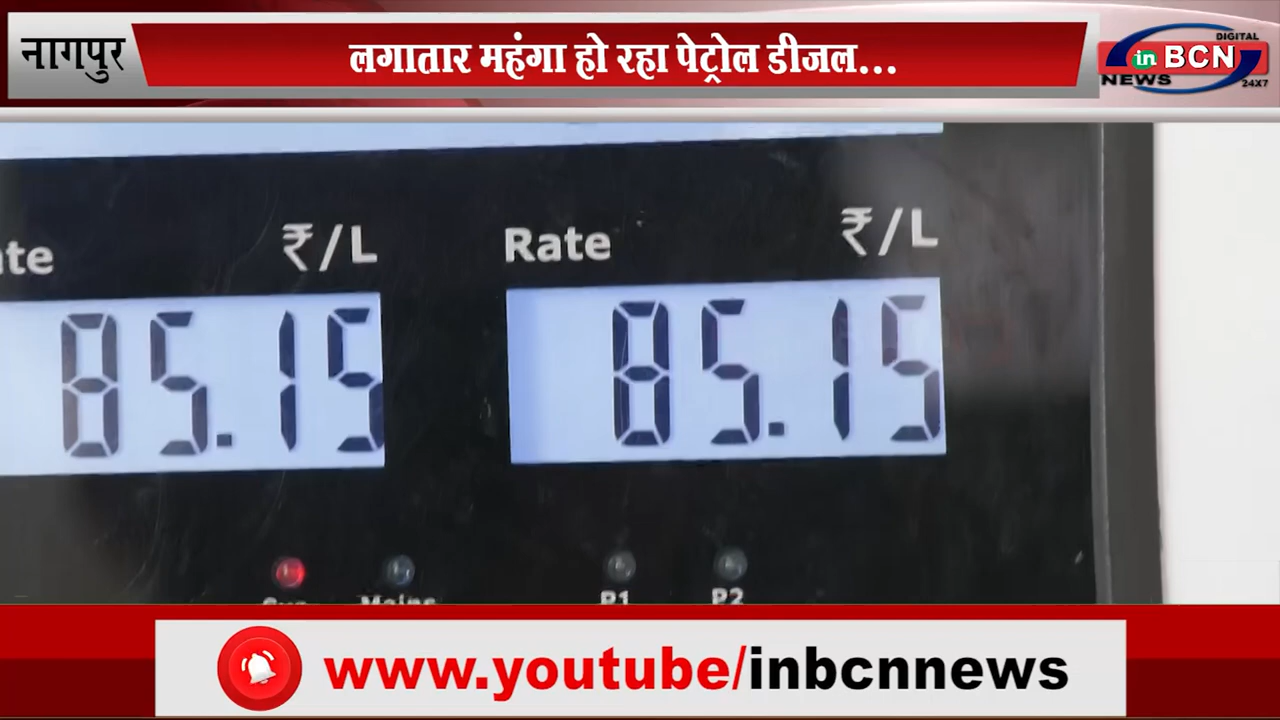 नागपुर
लगातार महंगा हो रहा पेट्रोल डीजल...
DIGITAL
in BCN
NEWS
24X7
₹/L
Rate
₹/L
85.15
85.15
Mains
P1
P2
www.youtube/inbcnnews